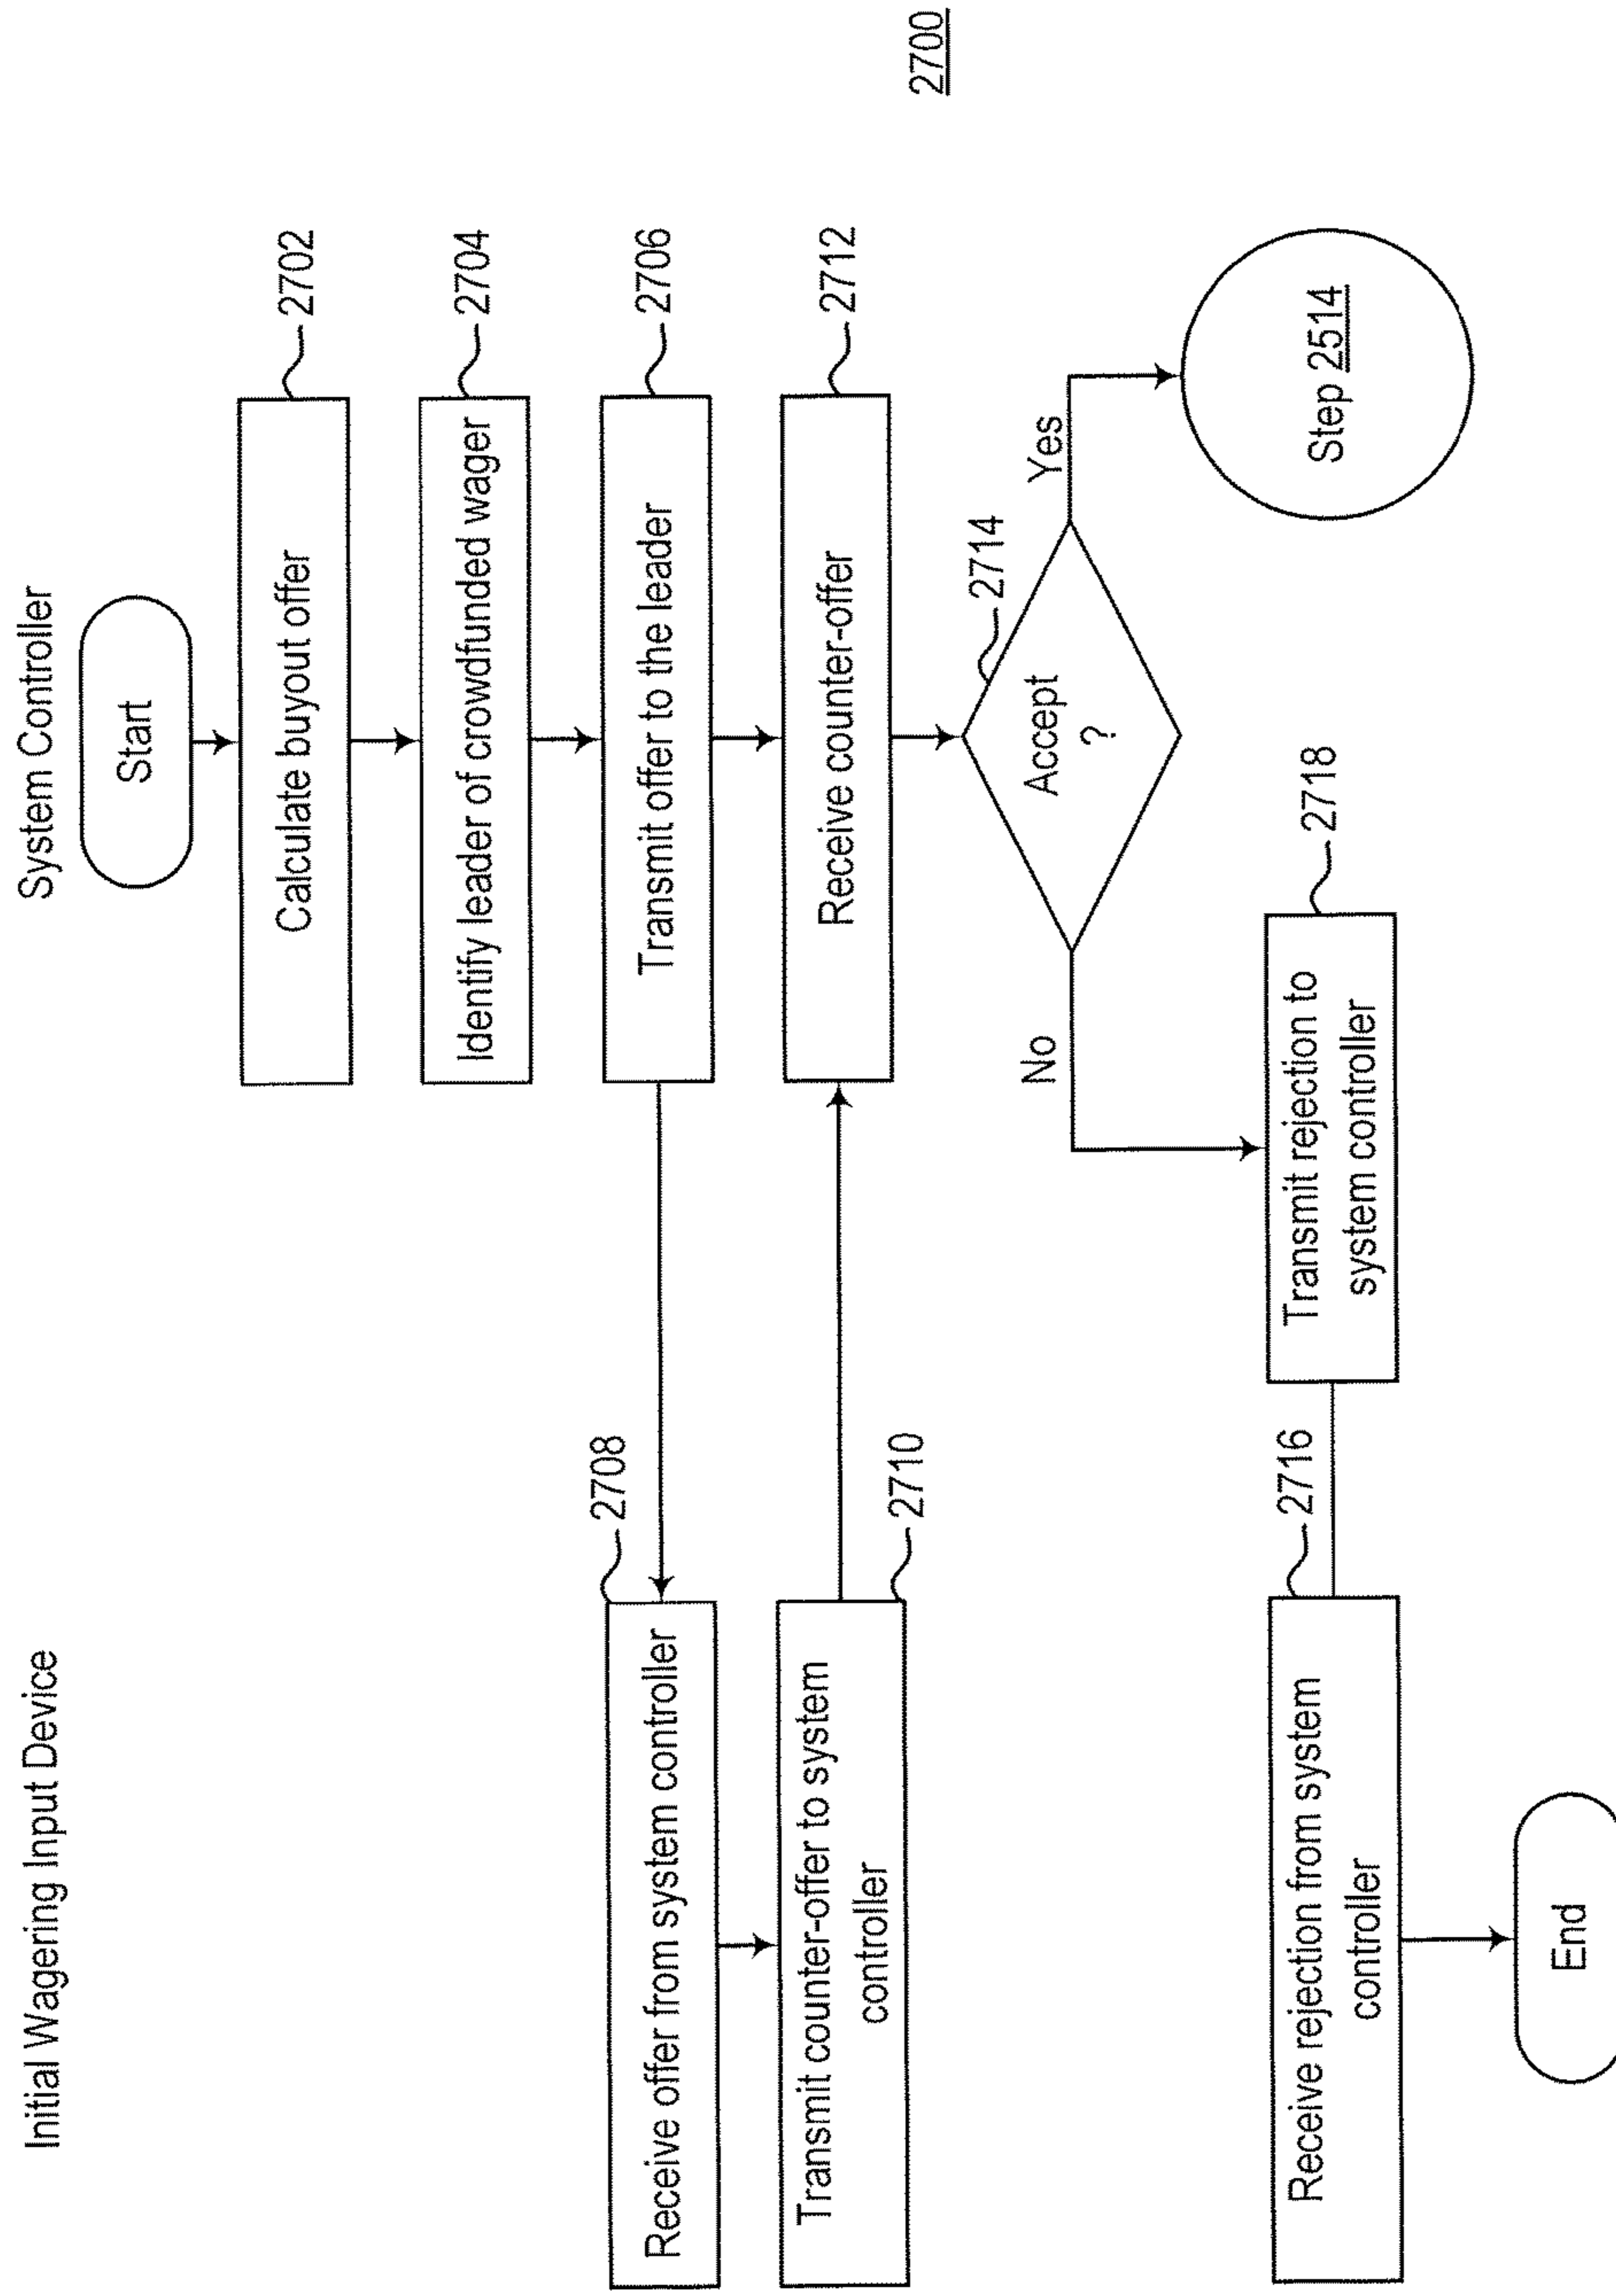 Initial Wagering Input Device
System Controller
Start
Calculate buyout offer
2702
Identify leader of crowdfunded wager
2704
Transmit offer to the leader
2706
Receive offer from system controller
2708
Transmit counter-offer to system
controller
2710
Receive counter-offer
2712
Accept
?
2714
Yes
No
Step 2514
Transmit rejection to
system controller
2718
Receive rejection from system
controller
2716
End
2700